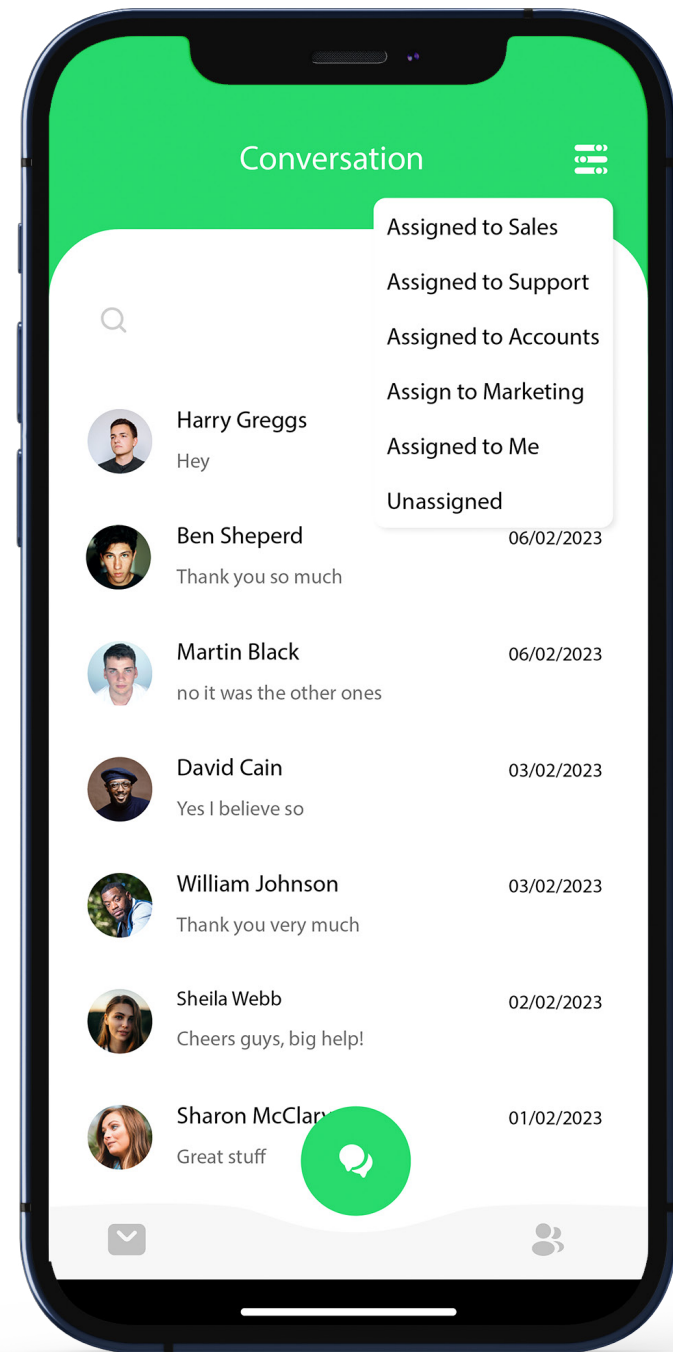 Conversation
Assigned to Sales
Assigned to Support
Assigned to Accounts
Assign to Marketing
Assigned to Me
Unassigned
Harry Greggs
Hey
Ben Sheperd
06/02/2023
Thank you so much
Martin Black
06/02/2023
no it was the other ones
David Cain
03/02/2023
Yes I believe so
William Johnson
03/02/2023
Thank you very much
Sheila Webb
02/02/2023
Cheers guys, big help!
Sharon McClary
01/02/2023
Great stuff